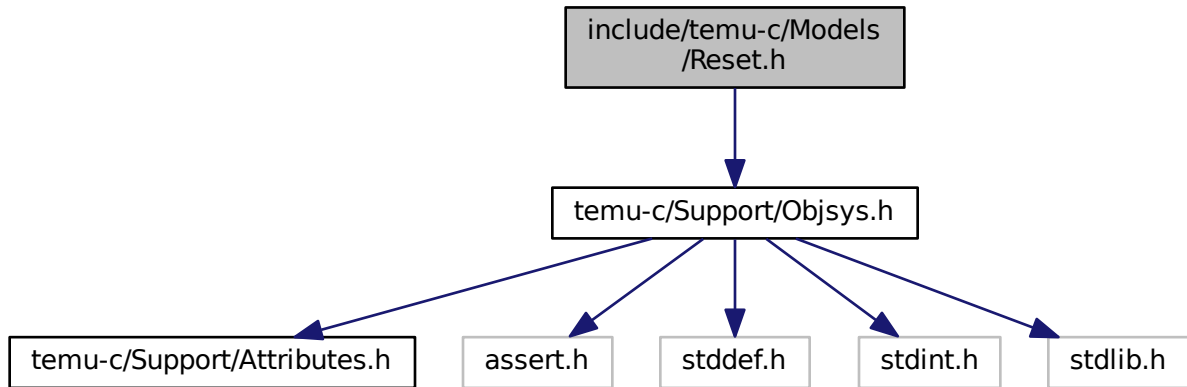 include/temu-c/Models
/Reset.h
temu-c/Support/Objsys.h
temu-c/Support/Attributes.h
assert.h
stddef.h
stdint.h
stdlib.h